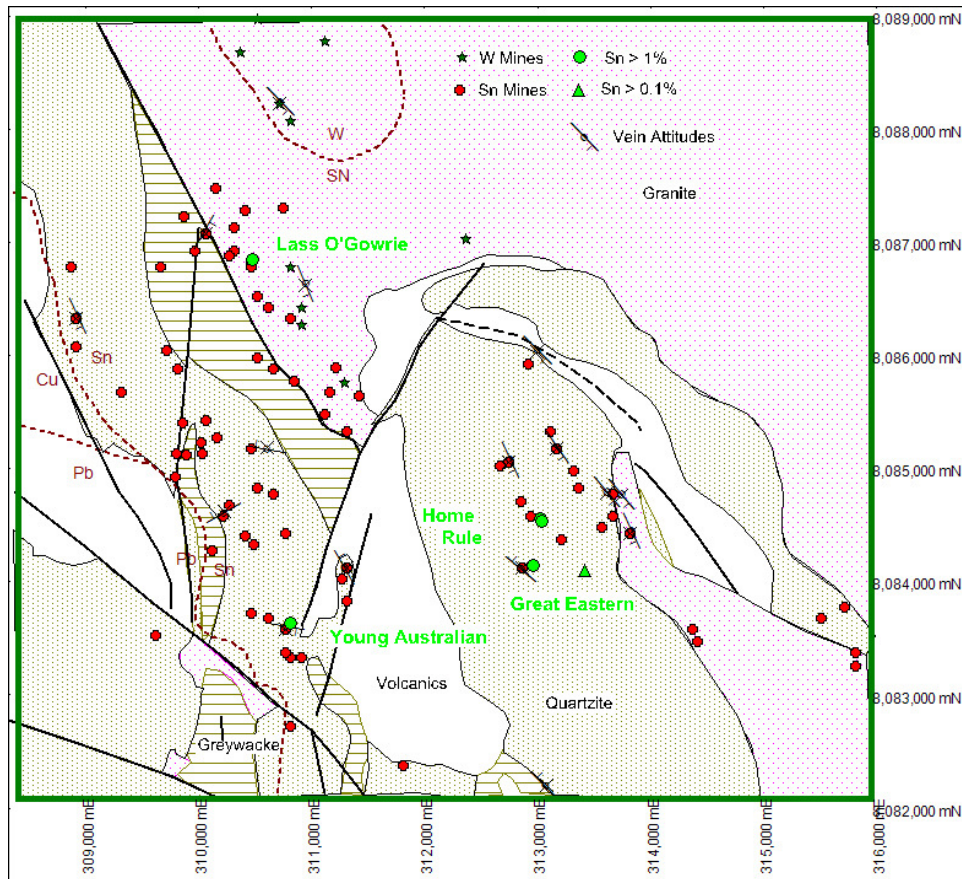 8,089,000 mN
W Mines
Sn > 1%
Sn Mines
Sn > 0.1%
W
8,088,000 mN
Vein Attitudes
SN
Granite
Lass O'Gowrie
8,087,000 mN
Sn
8,086,000 mN
Cu
Pb
8,085,000 mN
Home
Rule
Pb
Sn
8,084,000 mN
Great Eastern
Young Australian
Volcanics
8,083,000 mN
Quartzite
Greywacke
8,082,000 mN
309,000 mE
310,000 mE
311,000 mE
312,000 mE
313,000 mE
314,000 mE
315,000 mE
316,000 mE